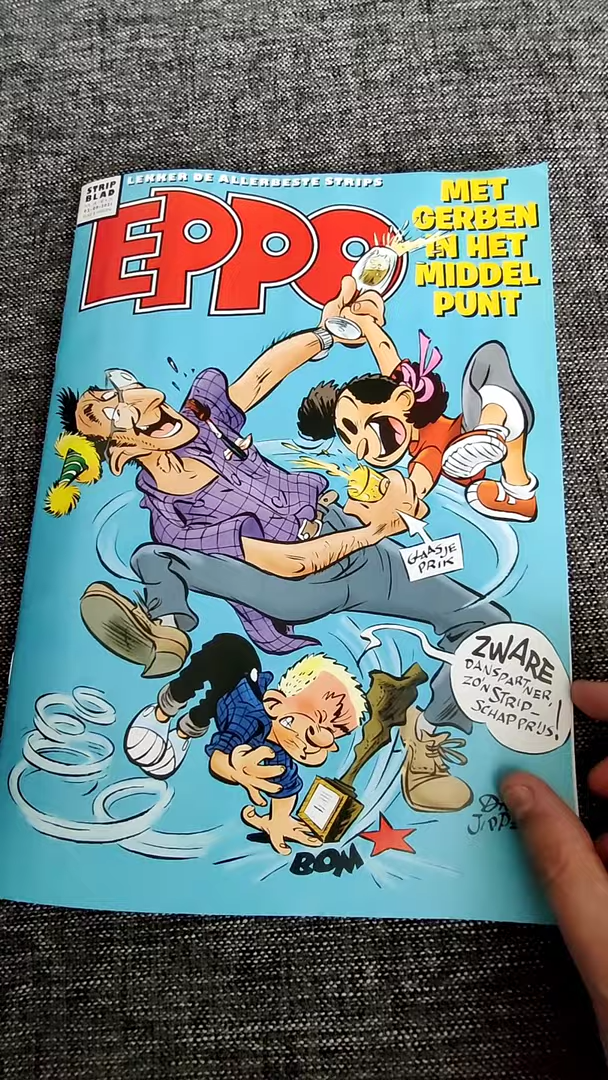 STRIP
BLAD
LEKKER DE ALLERBESTE STRIPS
EPPO
MET
GERBEN
IN HET
MIDDEL
PUNT
GLAASJE
PRIK
ZWARE
DANSPARTNER,
ZO'N STRIP-
SCHAPPRIJS!
BOM